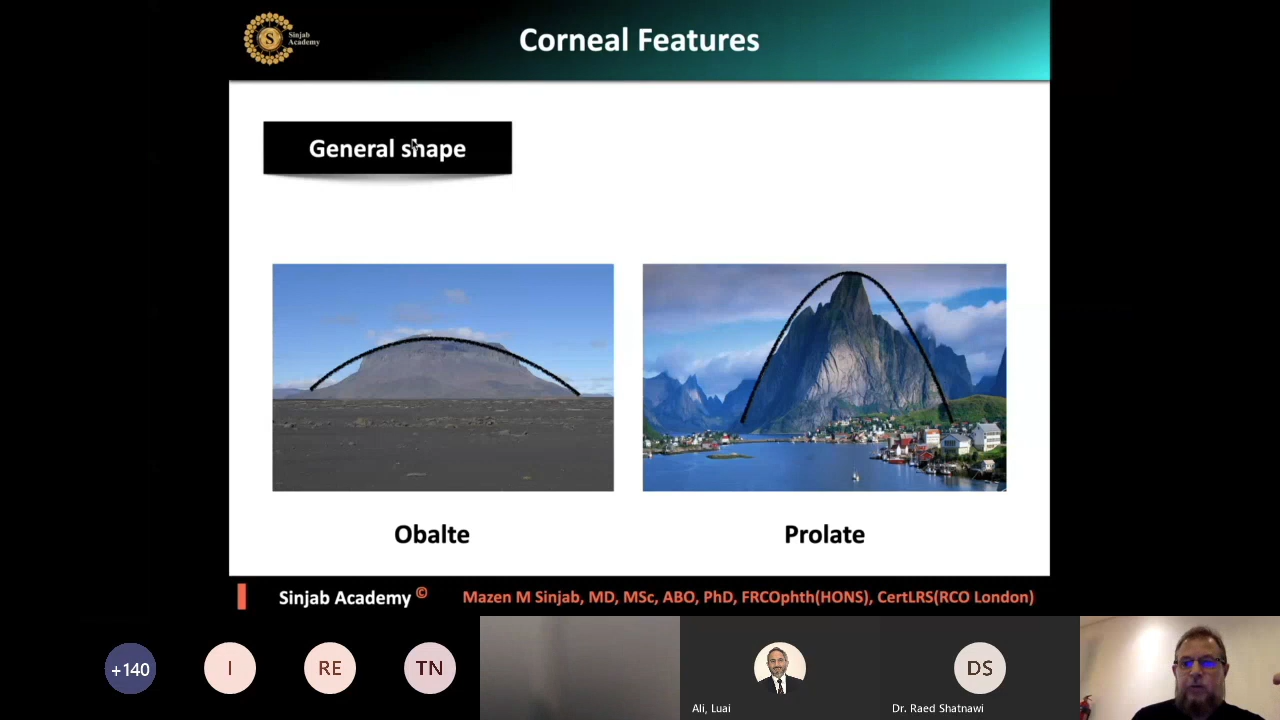 Sinjab
Academy
S
Corneal Features
General shape
Obalte
Prolate
Sinjab Academy ©
Mazen M Sinjab, MD, MSc, ABO, PhD, FRCOphth(HONS), CertLRS(RCO London)
+140
I
RE
TN
Ali, Luai
DS
Dr. Raed Shatnawi